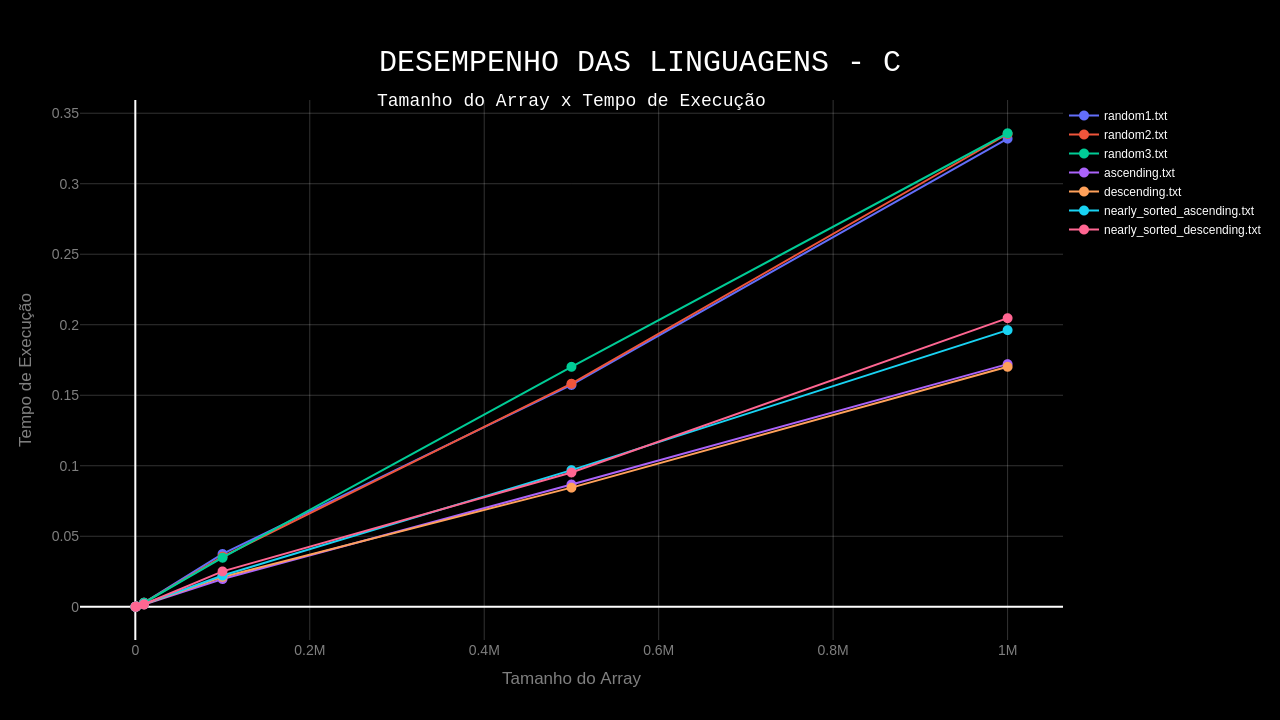 DESEMPENHO DAS LINGUAGENS - C
Tamanho do Array x Tempo de Execução
0.35
0.3
0.25
0.2
0.15
0.1
0.05
0
Tempo de Execução
0 0.2M 0.4M 0.6M 0.8M 1M
Tamanho do Array
random1.txt
random2.txt
random3.txt
ascending.txt
descending.txt
nearly_sorted_ascending.txt
nearly_sorted_descending.txt